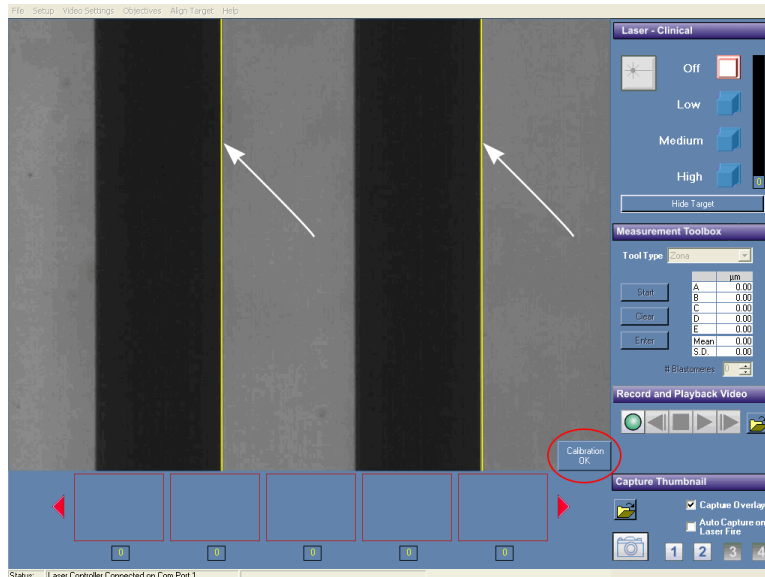 File Setup Video Settings Objectives Align Target Help
Laser - Clinical
Off
Low
Medium
High
0
Hide Target
Measurement Toolbox
Tool Type Zona
µm
Start
A 0.00
B 0.00
Clear
C 0.00
D 0.00
E 0.00
Enter
Mean 0.00
S.D. 0.00
# Blastomeres 0
Record and Playback Video
Calibration
OK
Capture Thumbnail
Capture Overlay
Auto Capture on
Laser Fire
0 0 0 0 0
1 2 3 4
Status: Laser Controller Connected on Com Port 1